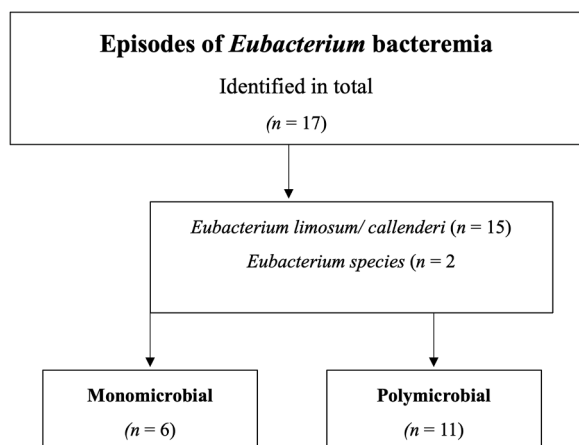 Episodes of Eubacterium bacteremia
Identified in total
(n = 17)
Eubacterium limosum/ callenderi (n = 15)
Eubacterium species (n = 2
Monomicrobial
(n = 6)
Polymicrobial
(n = 11)